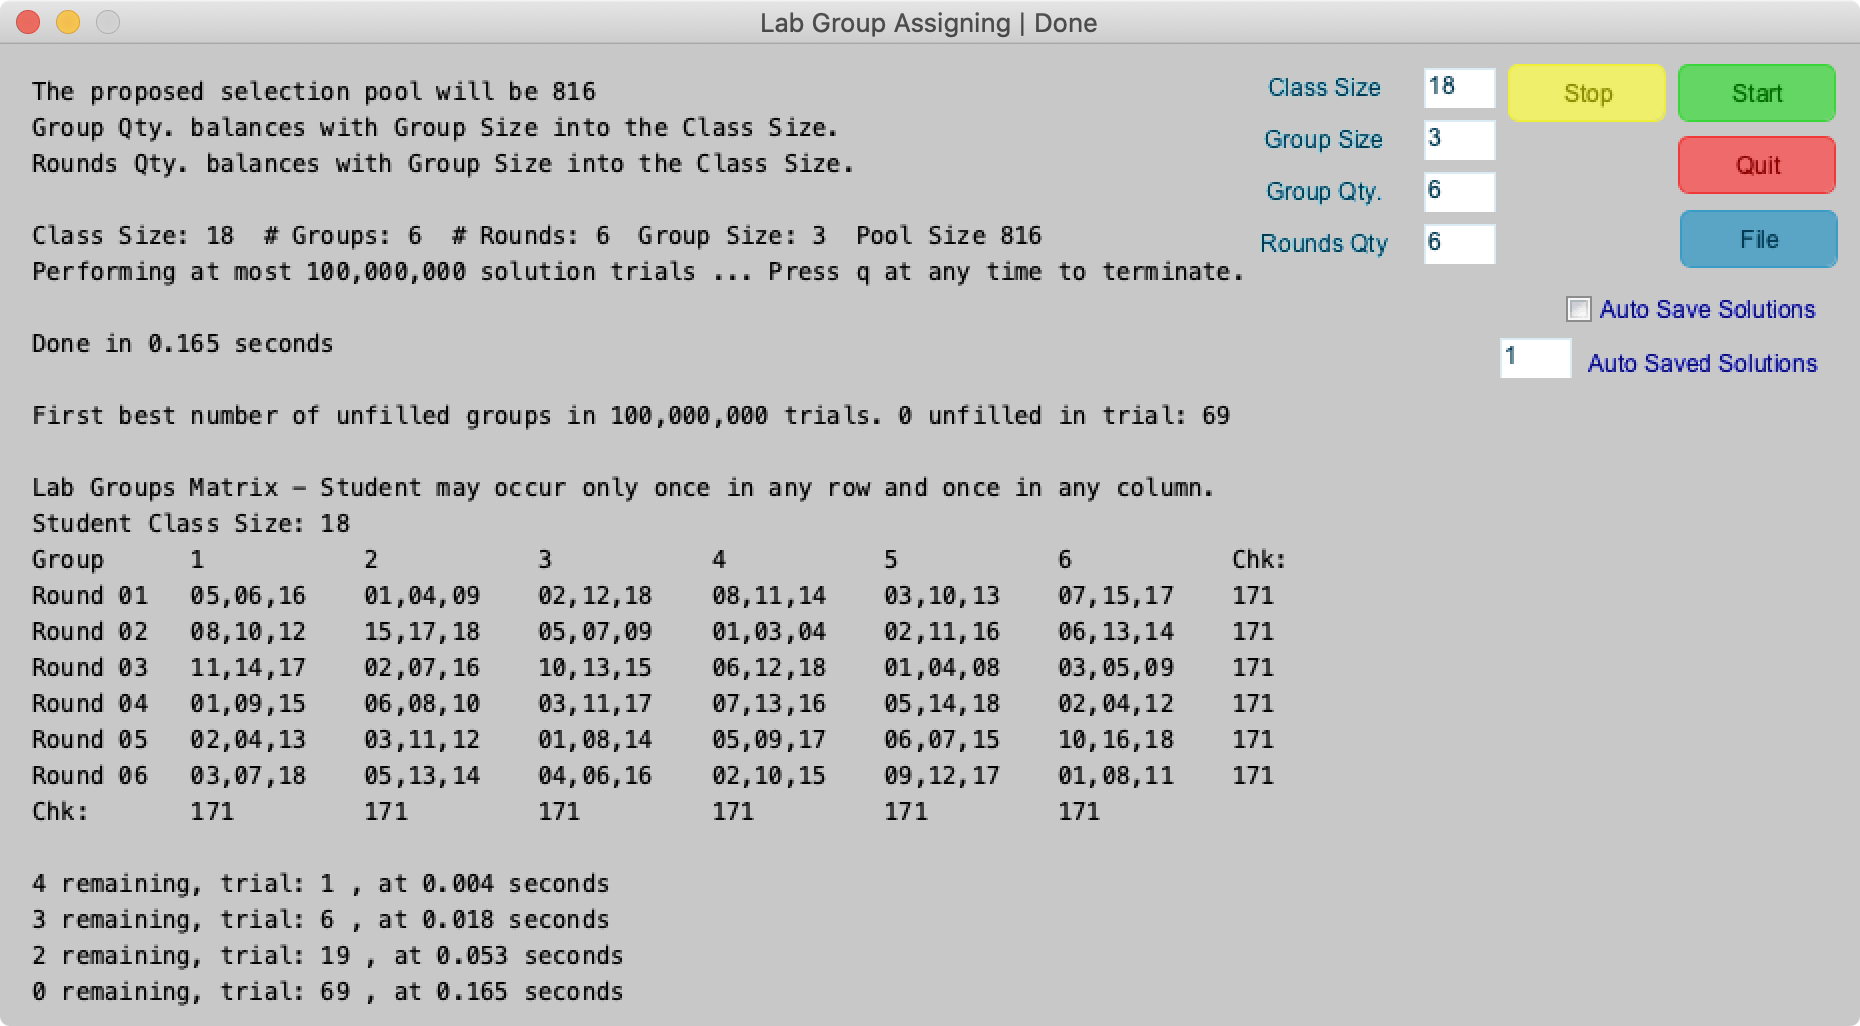 Lab Group Assigning | Done
The proposed selection pool will be 816
Group Qty. balances with Group Size into the Class Size.
Rounds Qty. balances with Group Size into the Class Size.
Class Size: 18  # Groups: 6  # Rounds: 6  Group Size: 3  Pool Size 816
Performing at most 100,000,000 solution trials ... Press q at any time to terminate.
Done in 0.165 seconds
First best number of unfilled groups in 100,000,000 trials. 0 unfilled in trial: 69
Lab Groups Matrix – Student may occur only once in any row and once in any column.
Student Class Size: 18
Group 1 2 3 4 5 6 Chk:
Round 01 05,06,16 01,04,09 02,12,18 08,11,14 03,10,13 07,15,17 171
Round 02 08,10,12 15,17,18 05,07,09 01,03,04 02,11,16 06,13,14 171
Round 03 11,14,17 02,07,16 10,13,15 06,12,18 01,04,08 03,05,09 171
Round 04 01,09,15 06,08,10 03,11,17 07,13,16 05,14,18 02,04,12 171
Round 05 02,04,13 03,11,12 01,08,14 05,09,17 06,07,15 10,16,18 171
Round 06 03,07,18 05,13,14 04,06,16 02,10,15 09,12,17 01,08,11 171
Chk: 171 171 171 171 171 171
4 remaining, trial: 1 , at 0.004 seconds
3 remaining, trial: 6 , at 0.018 seconds
2 remaining, trial: 19 , at 0.053 seconds
0 remaining, trial: 69 , at 0.165 seconds
Class Size 18
Group Size 3
Group Qty. 6
Rounds Qty 6
Stop
Start
Quit
File
Auto Save Solutions
1 Auto Saved Solutions